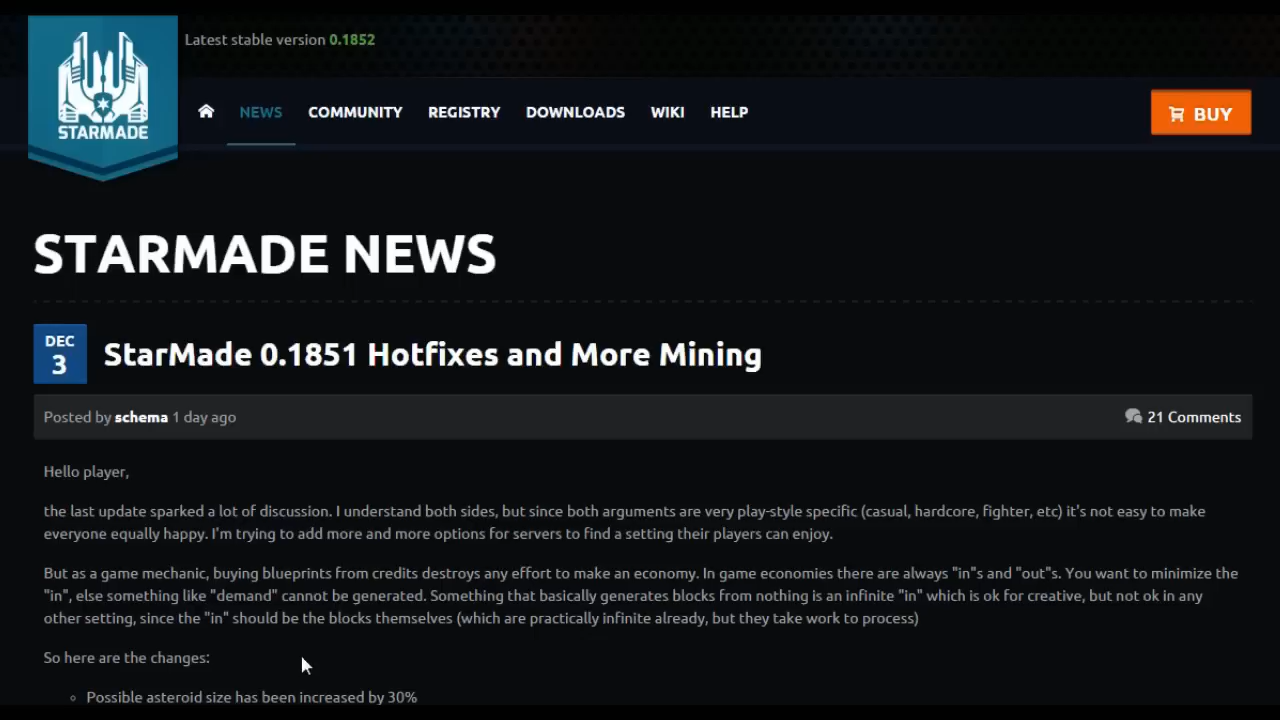 Latest stable version 0.1852
STARMADE
NEWS
COMMUNITY
REGISTRY
DOWNLOADS
WIKI
HELP
BUY
STARMADE NEWS
DEC
3
StarMade 0.1851 Hotfixes and More Mining
Posted by schema 1 day ago
21 Comments
Hello player,
the last update sparked a lot of discussion. I understand both sides, but since both arguments are very play-style specific (casual, hardcore, fighter, etc) it's not easy to make
everyone equally happy. I'm trying to add more and more options for servers to find a setting their players can enjoy.
But as a game mechanic, buying blueprints from credits destroys any effort to make an economy. In game economies there are always "in"s and "out"s. You want to minimize the
"in", else something like "demand" cannot be generated. Something that basically generates blocks from nothing is an infinite "in" which is ok for creative, but not ok in any
other setting, since the "in" should be the blocks themselves (which are practically infinite already, but they take work to process)
So here are the changes:
Possible asteroid size has been increased by 30%